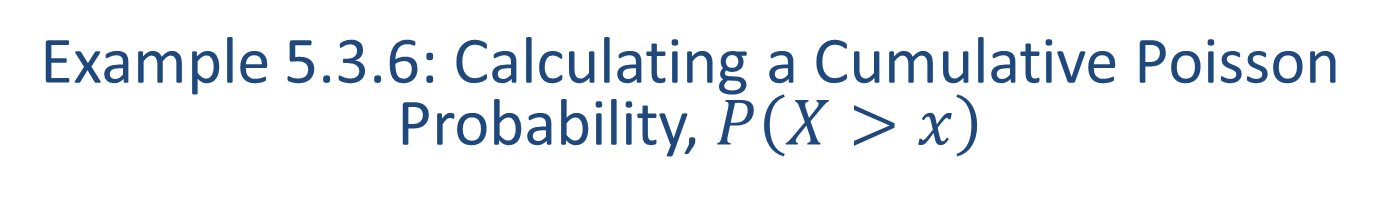 Example 5.3.6: Calculating a Cumulative Poisson
Probability, P(X > x)